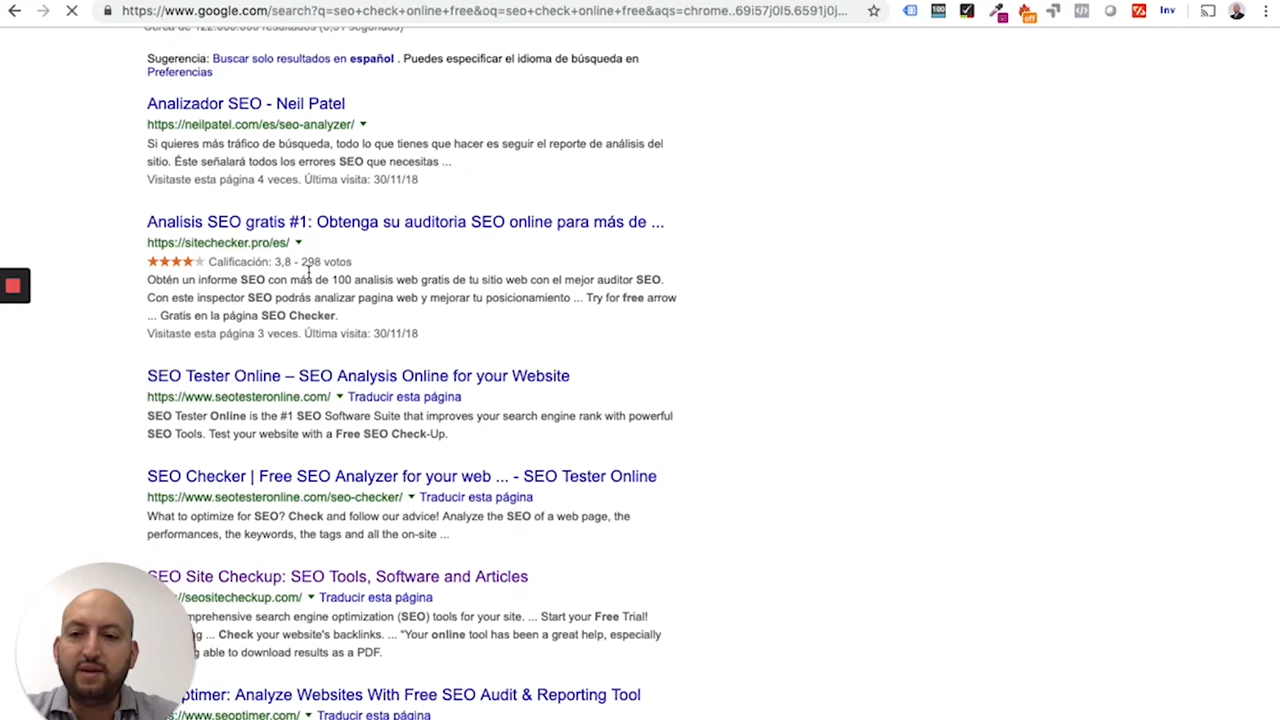 https://www.google.com/search?q=seo+check+online+free&oq=seo+check+online+free&aqs=chrome..69i57j0l5.6591j0j...
100
off
Inv
Cerca de resultados segundos)
Sugerencia: Buscar solo resultados en español . Puedes especificar el idioma de búsqueda en
Preferencias
Analizador SEO - Neil Patel
https://neilpatel.com/es/seo-analyzer/
Si quieres más tráfico de búsqueda, todo lo que tienes que hacer es seguir el reporte de análisis del
sitio. Éste señalará todos los errores SEO que necesitas ...
Visitaste esta página 4 veces. Última visita: 30/11/18
Analisis SEO gratis #1: Obtenga su auditoria SEO online para más de ...
https://sitechecker.pro/es/
Calificación: 3,8 - 298 votos
Obtén un informe SEO con más de 100 analisis web gratis de tu sitio web con el mejor auditor SEO.
Con este inspector SEO podrás analizar pagina web y mejorar tu posicionamiento ... Try for free arrow
... Gratis en la página SEO Checker.
Visitaste esta página 3 veces. Última visita: 30/11/18
SEO Tester Online – SEO Analysis Online for your Website
https://www.seotesteronline.com/ Traducir esta página
SEO Tester Online is the #1 SEO Software Suite that improves your search engine rank with powerful
SEO Tools. Test your website with a Free SEO Check-Up.
SEO Checker | Free SEO Analyzer for your web ... - SEO Tester Online
https://www.seotesteronline.com/seo-checker/ Traducir esta página
What to optimize for SEO? Check and follow our advice! Analyze the SEO of a web page, the
performances, the keywords, the tags and all the on-site ...
SEO Site Checkup: SEO Tools, Software and Articles
/seositecheckup.com/ Traducir esta página
mprehensive search engine optimization (SEO) tools for your site. ... Start your Free Trial!
ng ... Check your website's backlinks. ... "Your online tool has been a great help, especially
g able to download results as a PDF.
ptimer: Analyze Websites With Free SEO Audit & Reporting Tool
/www.seoptimer.com/ Traducir esta página